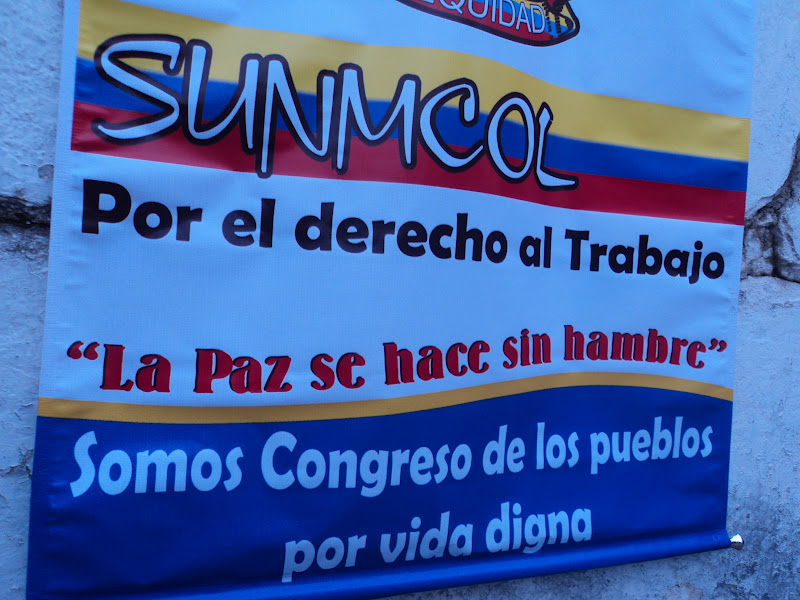 EQUIDAD
SUNMCOL
Por el derecho al Trabajo
“La Paz se hace sin hambre”
Somos Congreso de los pueblos
por vida digna